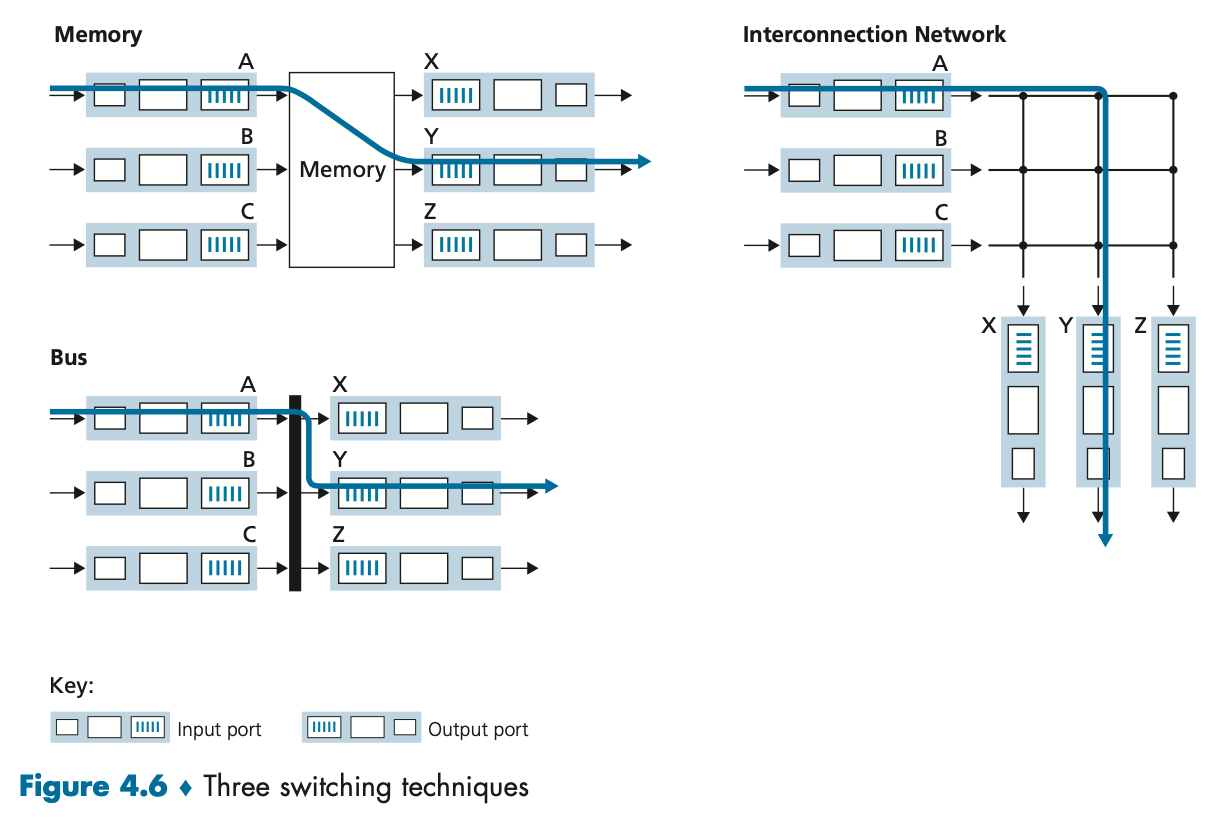 Memory
A
B
C
Memory
X
Y
Z
Interconnection Network
A
B
C
X
Y
Z
Bus
A
B
C
X
Y
Z
Key:
Input port
Output port
Figure 4.6 ♦ Three switching techniques